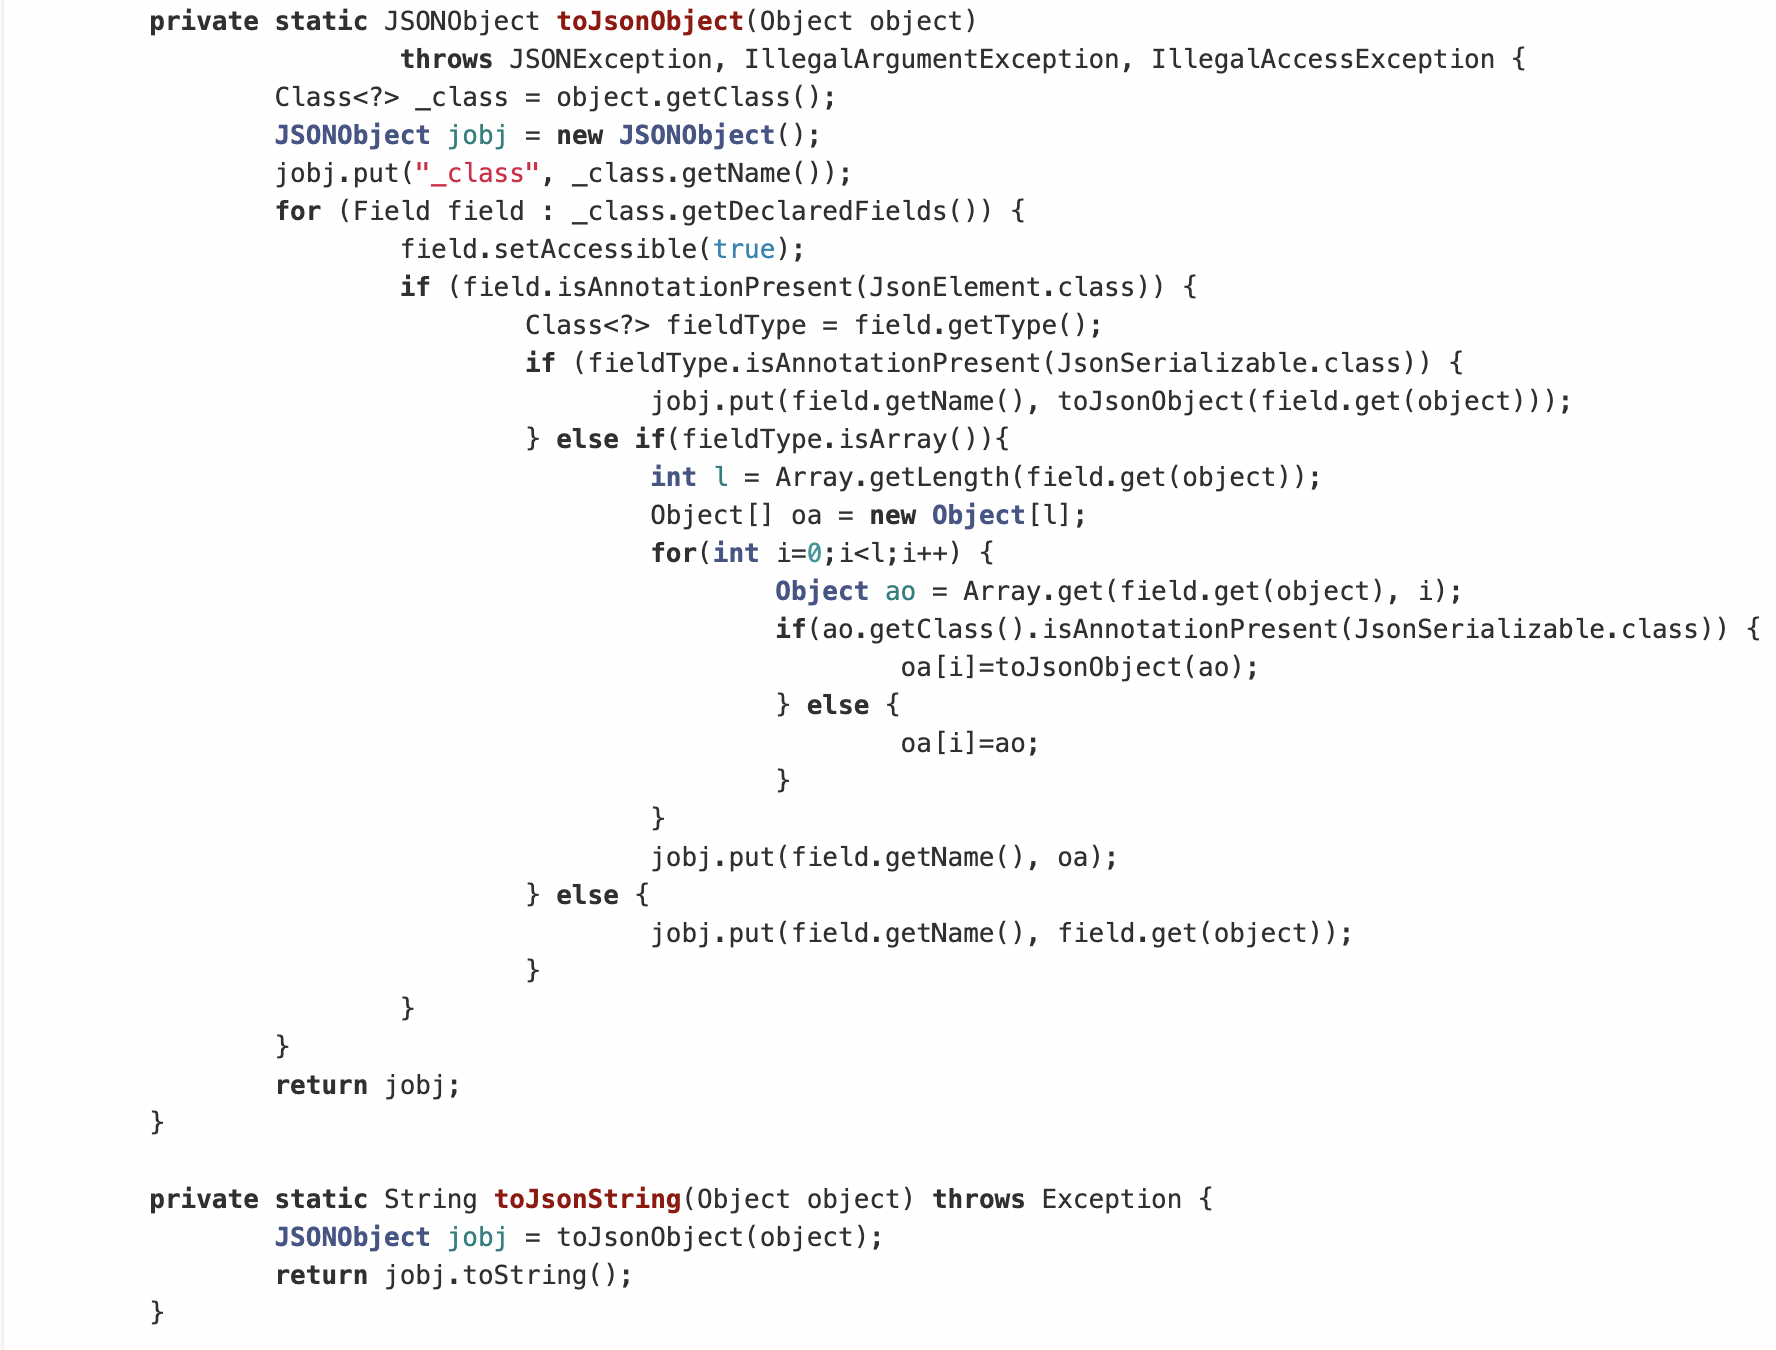 private static JSONObject toJsonObject(Object object)
throws JSONException, IllegalArgumentException, IllegalAccessException {
Class<?> _class = object.getClass();
JSONObject jobj = new JSONObject();
jobj.put("_class", _class.getName());
for (Field field : _class.getDeclaredFields()) {
field.setAccessible(true);
if (field.isAnnotationPresent(JsonElement.class)) {
Class<?> fieldType = field.getType();
if (fieldType.isAnnotationPresent(JsonSerializable.class)) {
jobj.put(field.getName(), toJsonObject(field.get(object)));
} else if(fieldType.isArray()){
int l = Array.getLength(field.get(object));
Object[] oa = new Object[l];
for(int i=0;i<l;i++) {
Object ao = Array.get(field.get(object), i);
if(ao.getClass().isAnnotationPresent(JsonSerializable.class)) {
oa[i]=toJsonObject(ao);
} else {
oa[i]=ao;
}
}
jobj.put(field.getName(), oa);
} else {
jobj.put(field.getName(), field.get(object));
}
}
}
return jobj;
}
private static String toJsonString(Object object) throws Exception {
JSONObject jobj = toJsonObject(object);
return jobj.toString();
}